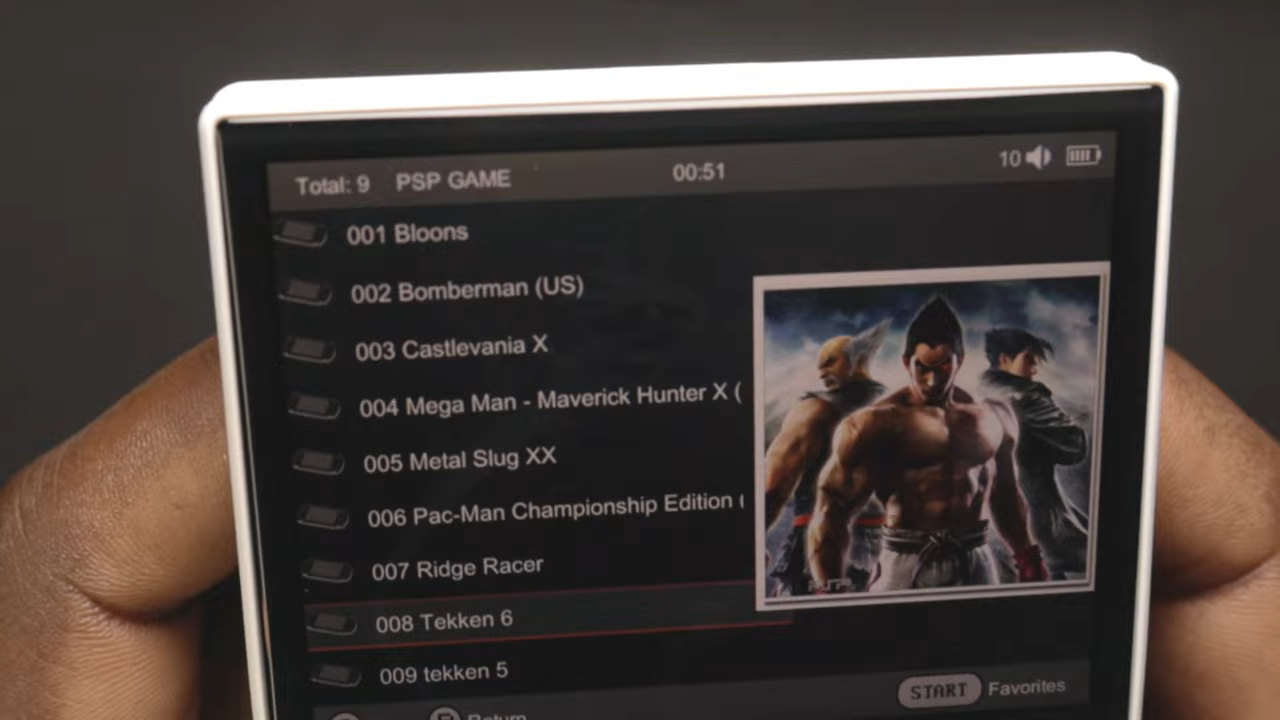 Total: 9 PSP GAME 00:51 10
001 Bloons
002 Bomberman (US)
003 Castlevania X
004 Mega Man - Maverick Hunter X (
005 Metal Slug XX
006 Pac-Man Championship Edition (
007 Ridge Racer
008 Tekken 6
009 tekken 5
START Favorites
Return